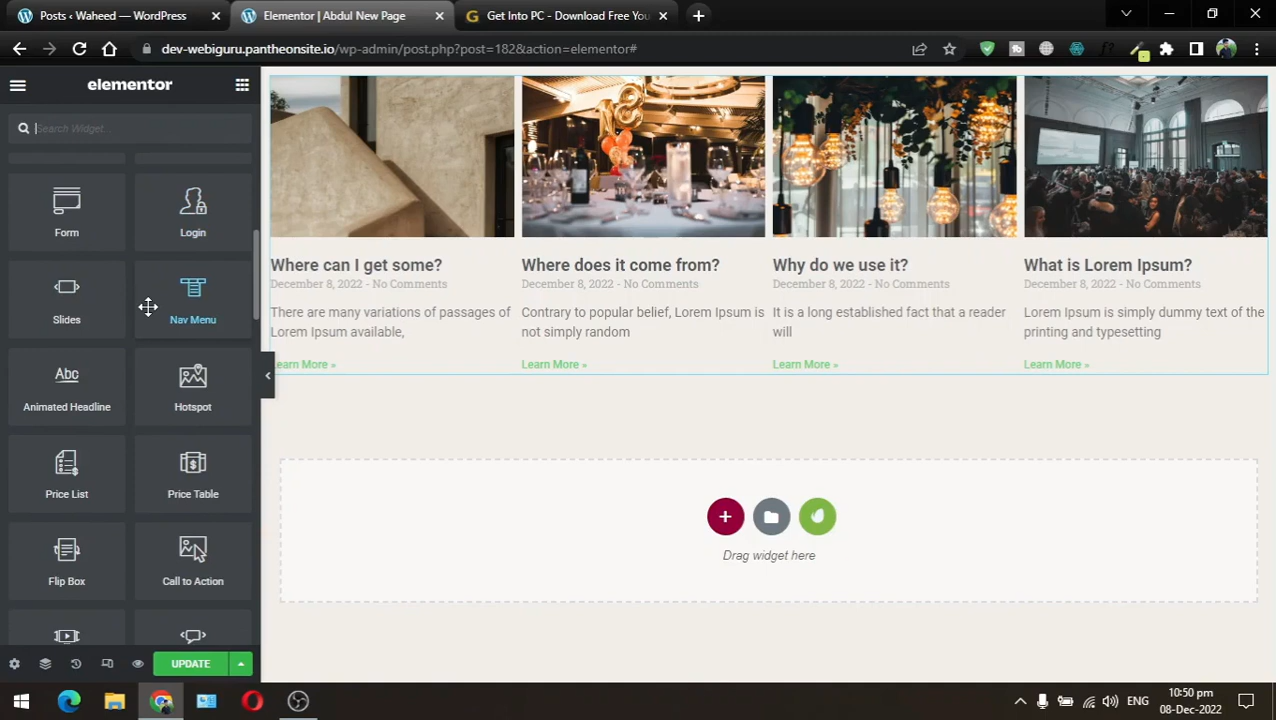 Posts ‹ Waheed — WordPress
Elementor | Abdul New Page
Get Into PC - Download Free You
dev-webiguru.pantheonsite.io/wp-admin/post.php?post=182&action=elementor#
elementor
Search Widget...
Form
Login
Slides
Nav Menu
Animated Headline
Hotspot
Price List
Price Table
Flip Box
Call to Action
UPDATE
Where can I get some?
December 8, 2022 - No Comments
There are many variations of passages of
Lorem Ipsum available,
Learn More »
Where does it come from?
December 8, 2022 - No Comments
Contrary to popular belief, Lorem Ipsum is
not simply random
Learn More »
Why do we use it?
December 8, 2022 - No Comments
It is a long established fact that a reader
will
Learn More »
What is Lorem Ipsum?
December 8, 2022 - No Comments
Lorem Ipsum is simply dummy text of the
printing and typesetting
Learn More »
Drag widget here
ENG
10:50 pm
08-Dec-2022